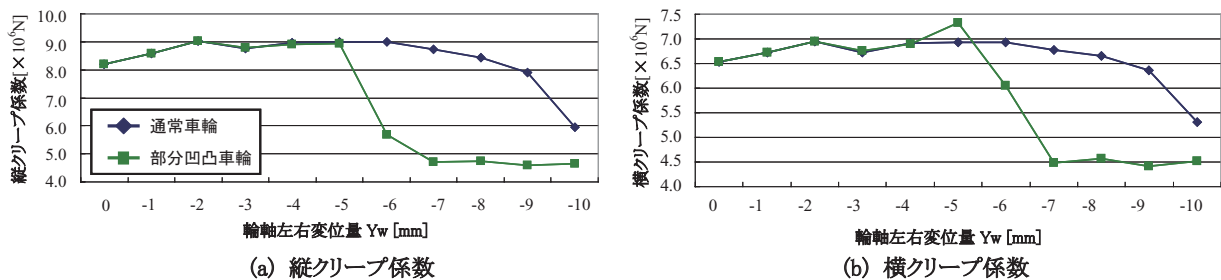 縦クリープ係数[×10⁶N]
10.0
9.0
8.0
7.0
6.0
5.0
4.0
通常車輪
部分凹凸車輪
0 -1 -2 -3 -4 -5 -6 -7 -8 -9 -10
輪軸左右変位量 Yw [mm]
(a) 縦クリープ係数
横クリープ係数[×10⁶N]
7.5
7.0
6.5
6.0
5.5
5.0
4.5
4.0
0 -1 -2 -3 -4 -5 -6 -7 -8 -9 -10
輪軸左右変位量 Yw [mm]
(b) 横クリープ係数